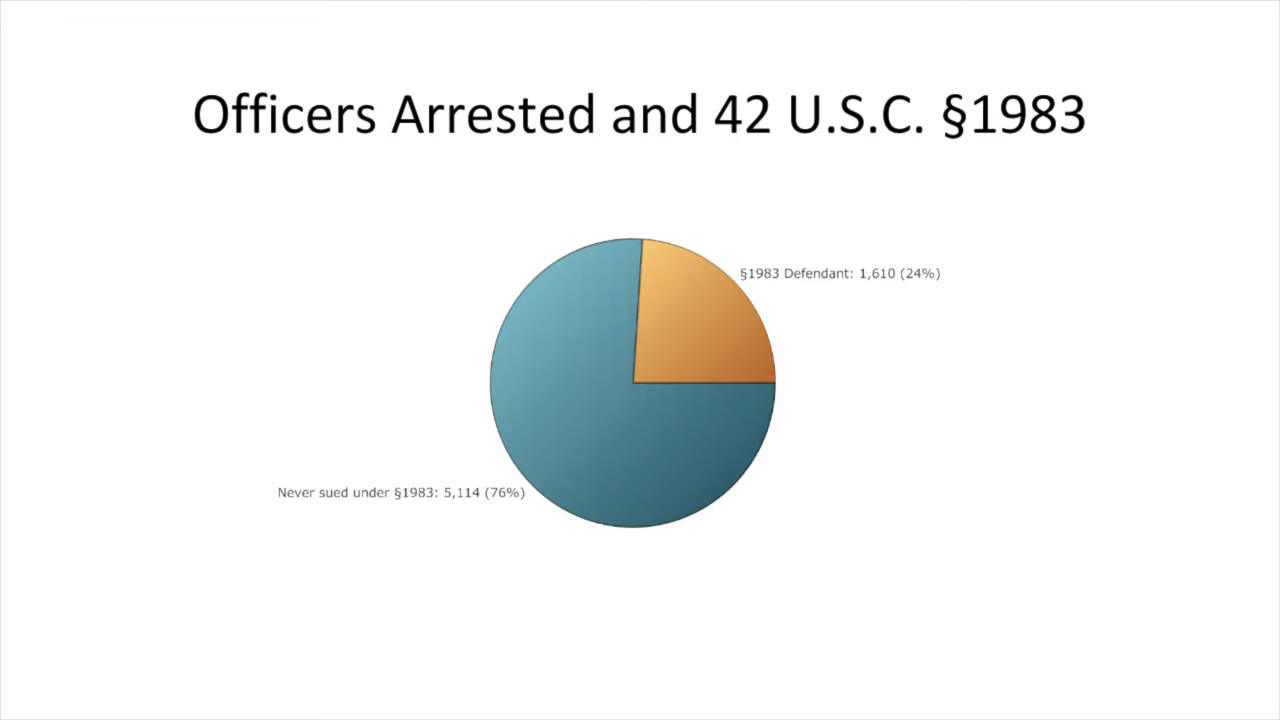 Officers Arrested and 42 U.S.C. §1983
§1983 Defendant: 1,610 (24%)
Never sued under §1983: 5,114 (76%)